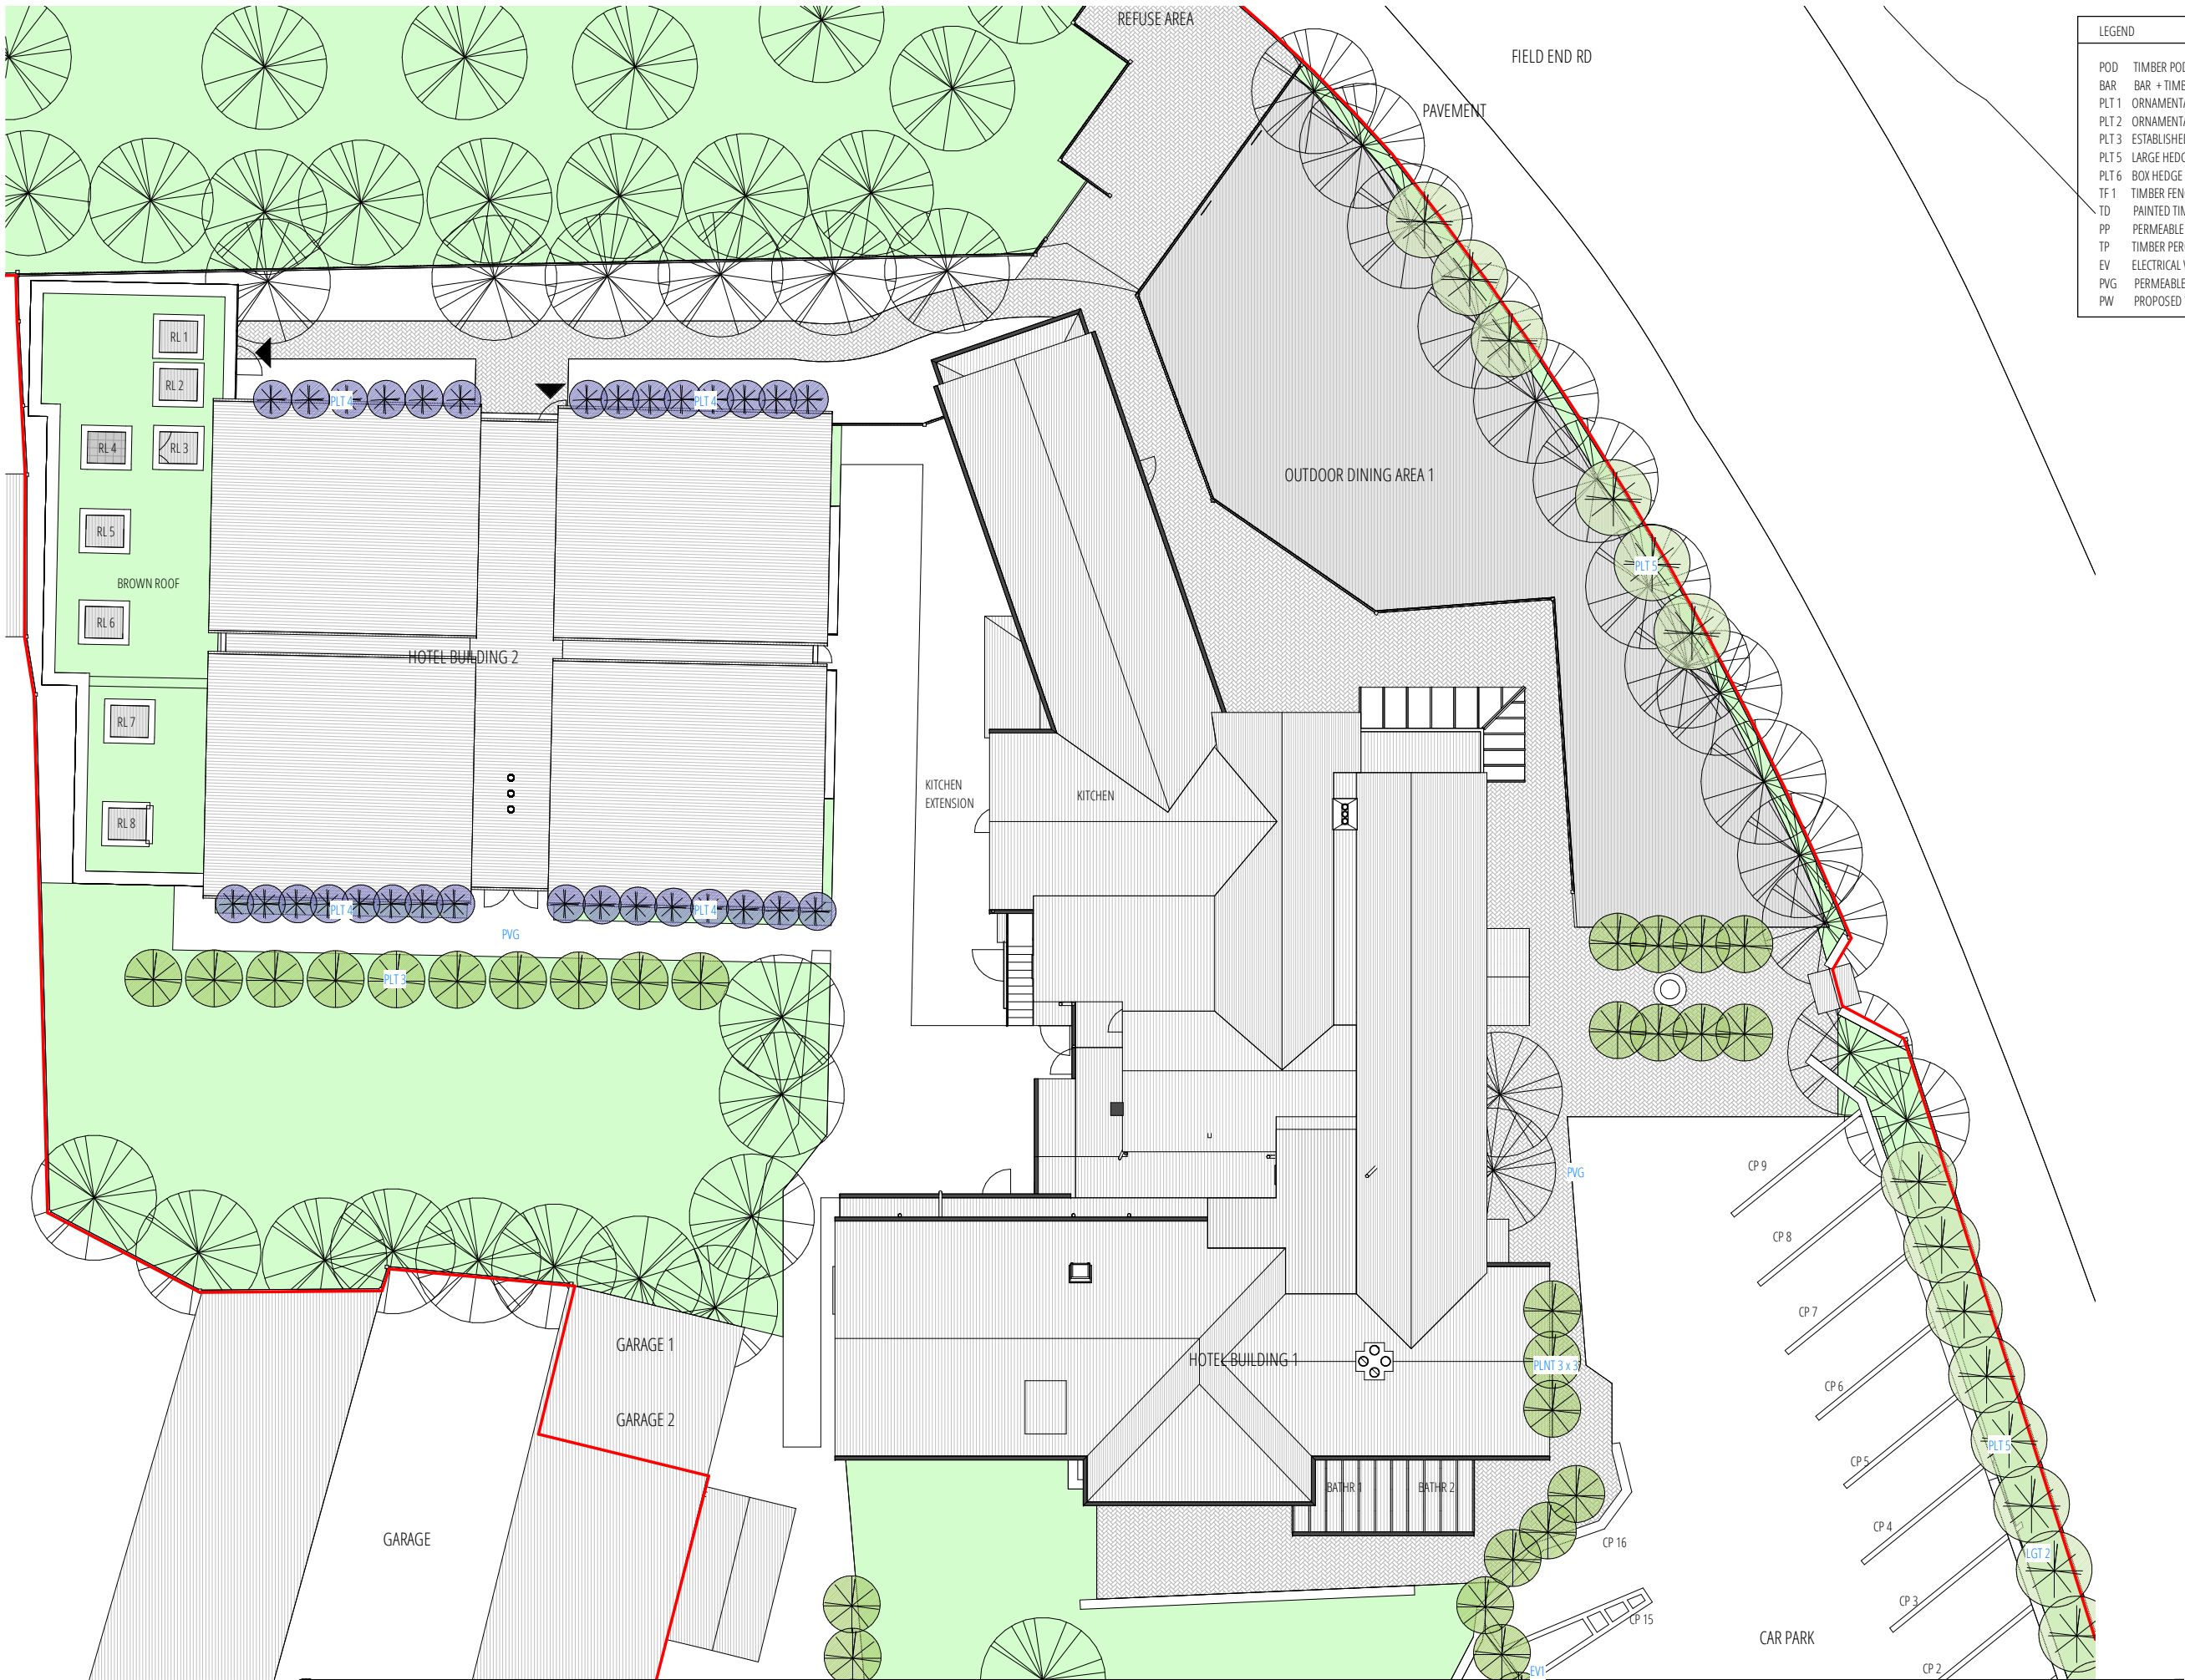 REFUSE AREA
FIELD END RD
PAVEMENT
LEGEND
POD TIMBER POD
BAR BAR + TIMB
PLT 1 ORNAMENTA
PLT 2 ORNAMENTA
PLT 3 ESTABLISHE
PLT 5 LARGE HEDG
PLT 6 BOX HEDGE
TF 1 TIMBER FEN
TD PAINTED TIM
PP PERMEABLE
TP TIMBER PER
EV ELECTRICAL V
PVG PERMEABLE
PW PROPOSED
RL 1
RL 2
PLT 4
PLT 4
RL 4
RL 3
OUTDOOR DINING AREA 1
RL 5
BROWN ROOF
PLT 5
RL 6
HOTEL BUILDING 2
RL 7
KITCHEN
EXTENSION
KITCHEN
RL 8
PLT 4
PLT 4
PVG
PLT 3
CP 9
PVG
CP 8
CP 7
GARAGE 1
HOTEL BUILDING 1
PLNT 3 x 3
CP 6
GARAGE 2
PLT 5
CP 5
BATHR 1
BATHR 2
CP 4
GARAGE
CP 16
LGT 2
CP 3
CP 15
CAR PARK
EV1
CP 2